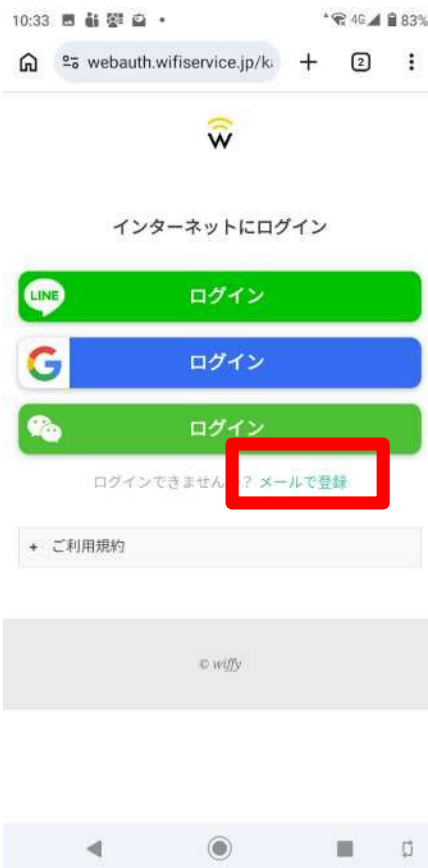 10:33
4G 83%
webauth.wifiservice.jp/k
2
W
インターネットにログイン
LINE ログイン
G ログイン
ログイン
ログインできません ? メールで登録
+ ご利用規約
© wiffy